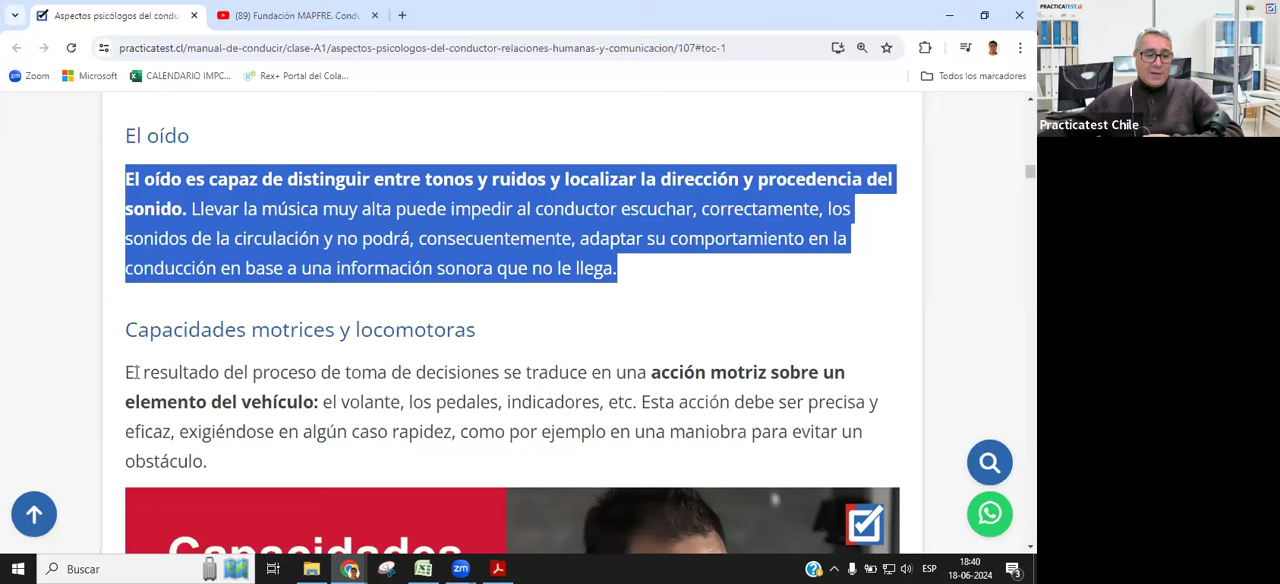 Aspectos psicólogos del condu
(89) Fundación MAPFRE. Cond
practicatest.cl/manual-de-conducir/clase-A1/aspectos-psicologos-del-conductor-relaciones-humanas-y-comunicacion/107#toc-1
Zoom
Microsoft
CALENDARIO IMPC...
Rex+ Portal del Cola...
Todos los marcadores
PRACTICATEST.cl
Practicatest Chile
El oído
El oído es capaz de distinguir entre tonos y ruidos y localizar la dirección y procedencia del
sonido. Llevar la música muy alta puede impedir al conductor escuchar, correctamente, los
sonidos de la circulación y no podrá, consecuentemente, adaptar su comportamiento en la
conducción en base a una información sonora que no le llega.
Capacidades motrices y locomotoras
El resultado del proceso de toma de decisiones se traduce en una acción motriz sobre un
elemento del vehículo: el volante, los pedales, indicadores, etc. Esta acción debe ser precisa y
eficaz, exigiéndose en algún caso rapidez, como por ejemplo en una maniobra para evitar un
obstáculo.
Capacidades
Buscar
ESP
18:40
18-06-2024
3